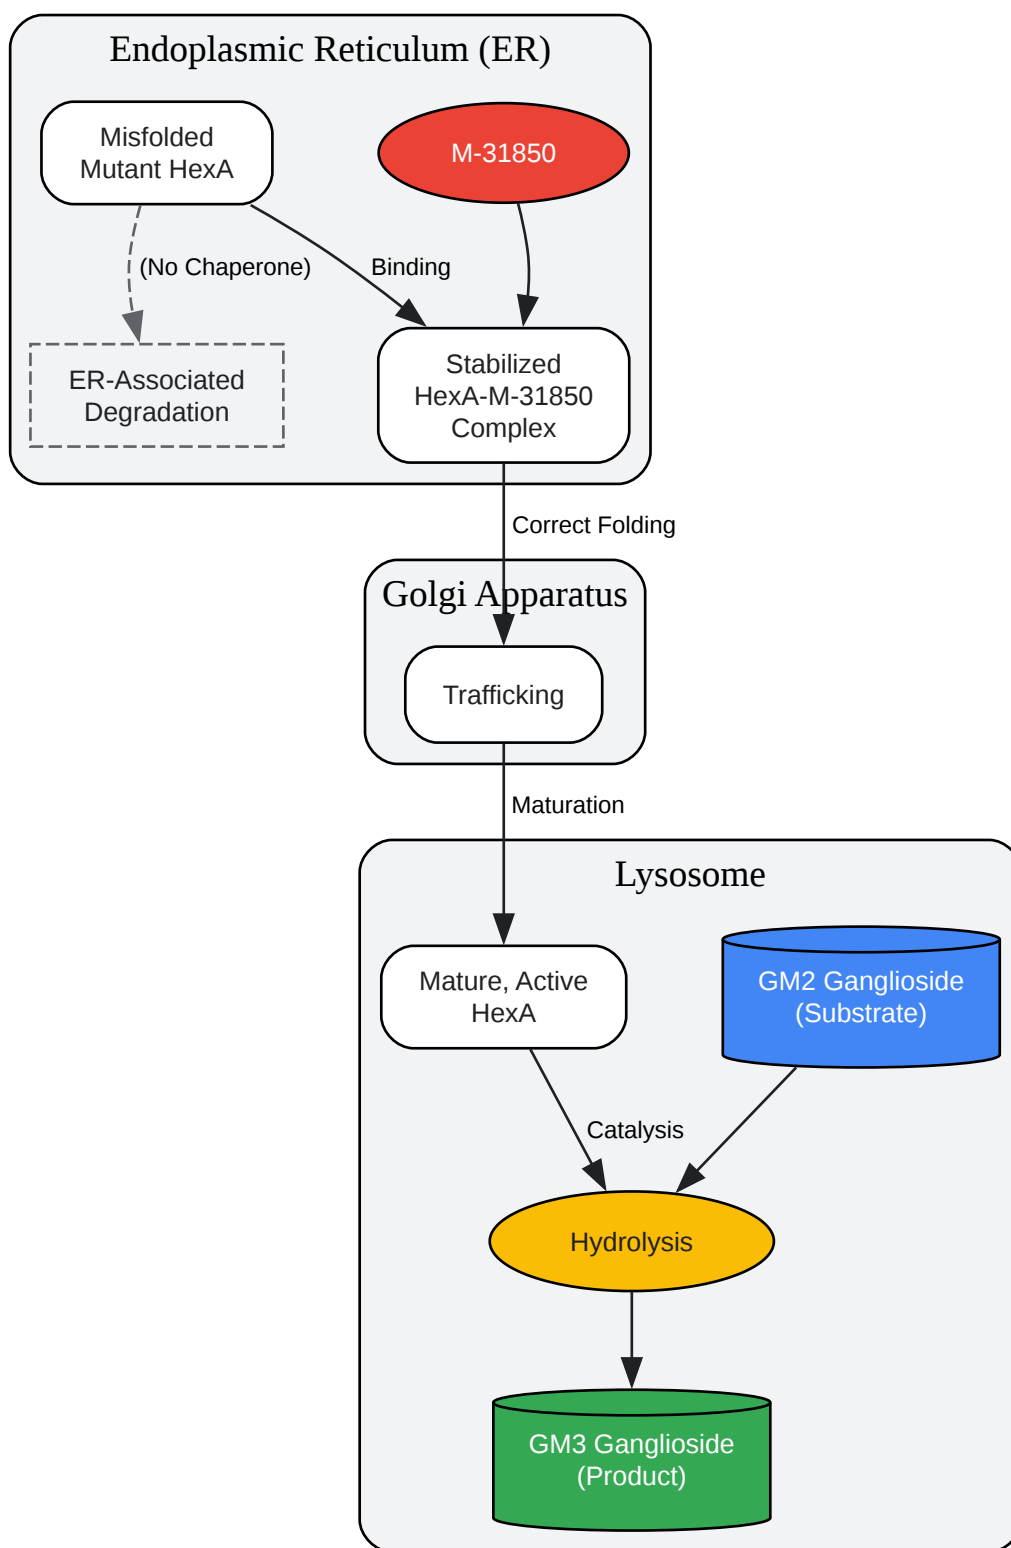 Endoplasmic Reticulum (ER)
Misfolded
Mutant HexA
M-31850
(No Chaperone)
Binding
ER-Associated
Degradation
Stabilized
HexA-M-31850
Complex
Correct Folding
Golgi Apparatus
Trafficking
Maturation
Lysosome
Mature, Active
HexA
GM2 Ganglioside
(Substrate)
Catalysis
Hydrolysis
GM3 Ganglioside
(Product)